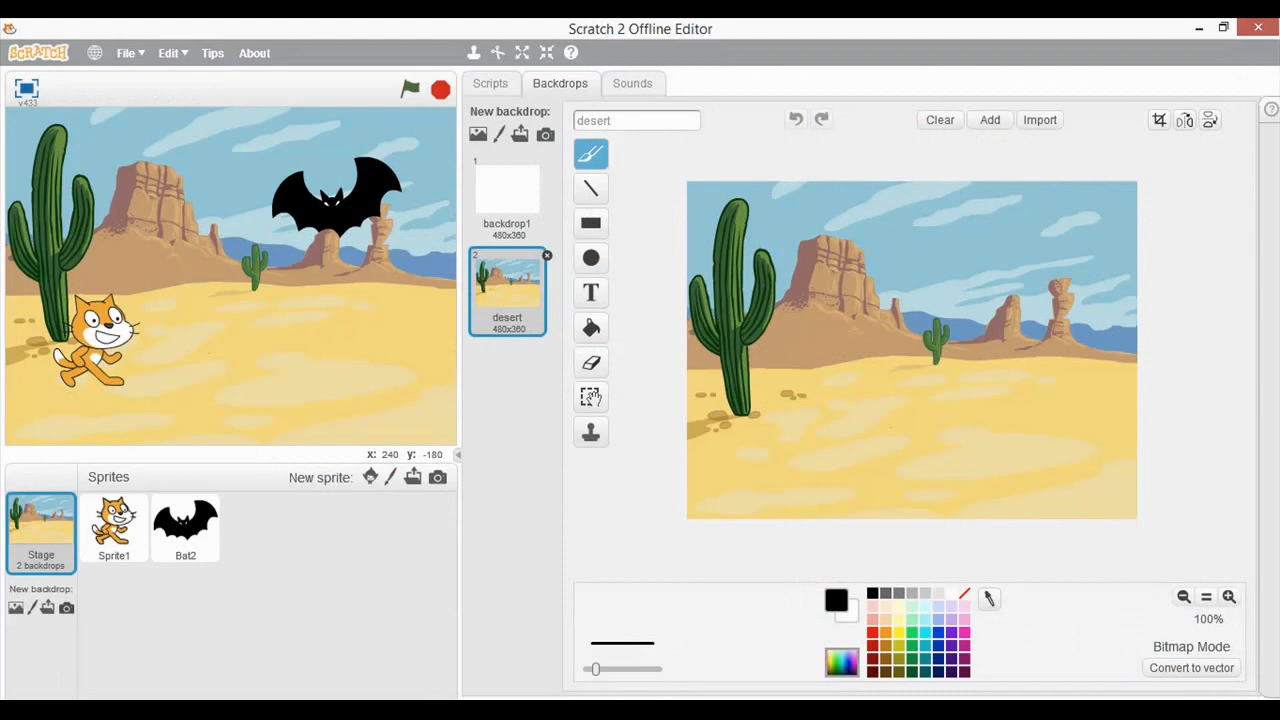 Scratch 2 Offline Editor
SCRATCH File Edit Tips About
v433
Scripts Backdrops Sounds
New backdrop:
desert
Clear Add Import
1
backdrop1
480x360
2
desert
480x360
T
x: 240 y: -180
Sprites New sprite:
Stage
2 backdrops
Sprite1
Bat2
New backdrop:
100%
Bitmap Mode
Convert to vector